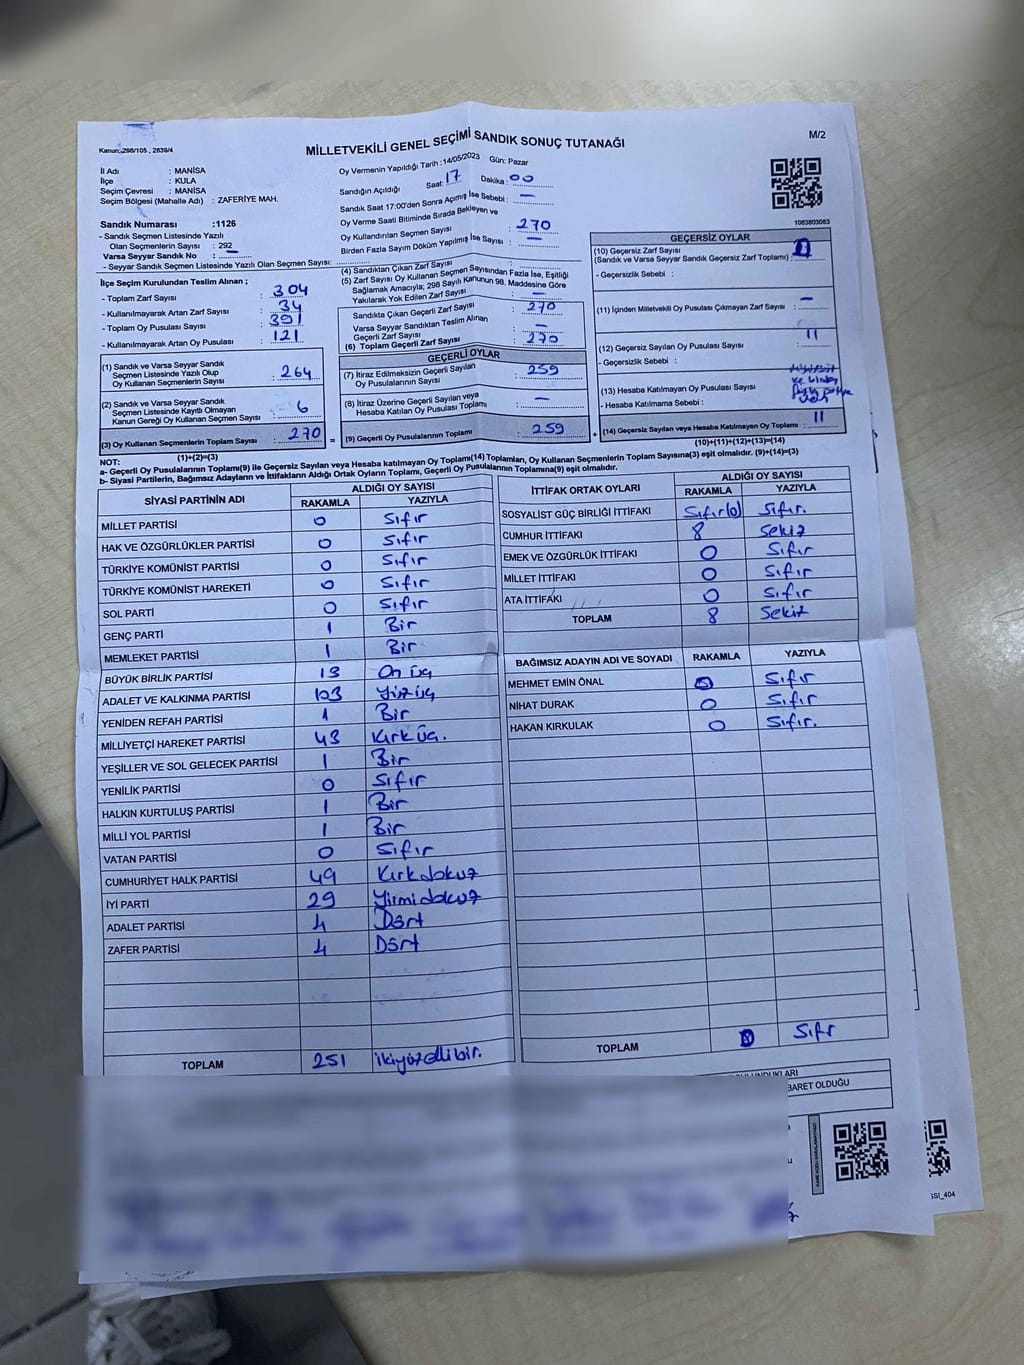 Kanun: 298/105 , 2839/4
MİLLETVEKİLİ GENEL SEÇİMİ SANDIK SONUÇ TUTANAĞI
M/2
İl Adı : MANİSA
İlçe : KULA
Seçim Çevresi : MANİSA
Seçim Bölgesi (Mahalle Adı) : ZAFERİYE MAH.
Sandık Numarası :1126
- Sandık Seçmen Listesinde Yazılı
Olan Seçmenlerin Sayısı : 292
Varsa Seyyar Sandık No : –
- Seyyar Sandık Seçmen Listesinde Yazılı Olan Seçmen Sayısı:
İlçe Seçim Kurulundan Teslim Alınan ;
- Toplam Zarf Sayısı : 304
- Kullanılmayarak Artan Zarf Sayısı : 34
- Toplam Oy Pusulası Sayısı : 391
- Kullanılmayarak Artan Oy Pusulası : 121
(1) Sandık ve Varsa Seyyar Sandık
Seçmen Listesinde Yazılı Olup
Oy Kullanan Seçmenlerin Sayısı : 264
(2) Sandık ve Varsa Seyyar Sandık
Seçmen Listesinde Kayıtlı Olmayan
Kanun Gereği Oy Kullanan Seçmen Sayısı : 6
(3) Oy Kullanan Seçmenlerin Toplam Sayısı : 270
(1)+(2)=(3)
Oy Vermenin Yapıldığı Tarih :14/05/2023 Gün: Pazar
Sandığın Açıldığı Saat: 17 Dakika: 00
Sandık Saat 17:00'den Sonra Açılmış İse Sebebi : –
Oy Verme Saati Bitiminde Sırada Bekleyen ve
Oy Kullandırılan Seçmen Sayısı : 270
Birden Fazla Sayım Döküm Yapılmış İse Sayısı : –
(4) Sandıktan Çıkan Zarf Sayısı :
(5) Zarf Sayısı Oy Kullanan Seçmen Sayısından Fazla İse, Eşitliği
Sağlamak Amacıyla; 298 Sayılı Kanunun 98. Maddesine Göre
Yakılarak Yok Edilen Zarf Sayısı : –
Sandıkta Çıkan Geçerli Zarf Sayısı : 270
Varsa Seyyar Sandıktan Teslim Alınan
Geçerli Zarf Sayısı : –
(6) Toplam Geçerli Zarf Sayısı : 270
GEÇERLİ OYLAR
(7) İtiraz Edilmeksizin Geçerli Sayılan
Oy Pusulalarının Sayısı : 259
(8) İtiraz Üzerine Geçerli Sayılan veya
Hesaba Katılan Oy Pusulası Toplamı : –
= (9) Geçerli Oy Pusulalarının Toplamı : 259
1083803083
GEÇERSİZ OYLAR
(10) Geçersiz Zarf Sayısı
(Sandık ve Varsa Seyyar Sandık Geçersiz Zarf Toplamı) :
- Geçersizlik Sebebi :
(11) İçinden Milletvekili Oy Pusulası Çıkmayan Zarf Sayısı : –
(12) Geçersiz Sayılan Oy Pusulası Sayısı : 11
- Geçersizlik Sebebi :
(13) Hesaba Katılmayan Oy Pusulası Sayısı :
- Hesaba Katılmama Sebebi :
+ (14) Geçersiz Sayılan veya Hesaba Katılmayan Oy Toplamı : 11
(10)+(11)+(12)+(13)=(14)
NOT:
a- Geçerli Oy Pusulalarının Toplamı(9) ile Geçersiz Sayılan veya Hesaba katılmayan Oy Toplamı(14) Toplamları, Oy Kullanan Seçmenlerin Toplam Sayısına(3) eşit olmalıdır. (9)+(14)=(3)
b- Siyasi Partilerin, Bağımsız Adayların ve İttifakların Aldığı Oyların Toplamı, Geçerli Oy Pusulalarının Toplamına(9) eşit olmalıdır.
SİYASİ PARTİNİN ADI ALDIĞI OY SAYISI
RAKAMLA YAZIYLA
MİLLET PARTİSİ 0 Sıfır
HAK VE ÖZGÜRLÜKLER PARTİSİ 0 Sıfır
TÜRKİYE KOMÜNİST PARTİSİ 0 Sıfır
TÜRKİYE KOMÜNİST HAREKETİ 0 Sıfır
SOL PARTİ 0 Sıfır
GENÇ PARTİ 1 Bir
MEMLEKET PARTİSİ 1 Bir
BÜYÜK BİRLİK PARTİSİ 13 On üç
ADALET VE KALKINMA PARTİSİ 103 Yüzüç
YENİDEN REFAH PARTİSİ 1 Bir
MİLLİYETÇİ HAREKET PARTİSİ 43 Kırk üç.
YEŞİLLER VE SOL GELECEK PARTİSİ 1 Bir
YENİLİK PARTİSİ 0 Sıfır
HALKIN KURTULUŞ PARTİSİ 1 Bir
MİLLİ YOL PARTİSİ 1 Bir
VATAN PARTİSİ 0 Sıfır
CUMHURİYET HALK PARTİSİ 49 Kırkdokuz
İYİ PARTİ 29 Yirmidokuz
ADALET PARTİSİ 4 Dört
ZAFER PARTİSİ 4 Dört
TOPLAM 251 ikiyüzellibir.
İTTİFAK ORTAK OYLARI ALDIĞI OY SAYISI
RAKAMLA YAZIYLA
SOSYALİST GÜÇ BİRLİĞİ İTTİFAKI Sıfır(0) Sıfır.
CUMHUR İTTİFAKI 8 Sekiz
EMEK VE ÖZGÜRLÜK İTTİFAKI 0 Sıfır
MİLLET İTTİFAKI 0 Sıfır
ATA İTTİFAKI 0 Sıfır
TOPLAM 8 Sekiz
BAĞIMSIZ ADAYIN ADI VE SOYADI RAKAMLA YAZIYLA
MEHMET EMİN ÖNAL 0 Sıfır
NİHAT DURAK 0 Sıfır
HAKAN KIRKULAK 0 Sıfır.
TOPLAM 0 Sıfır
BARET OLDUĞU